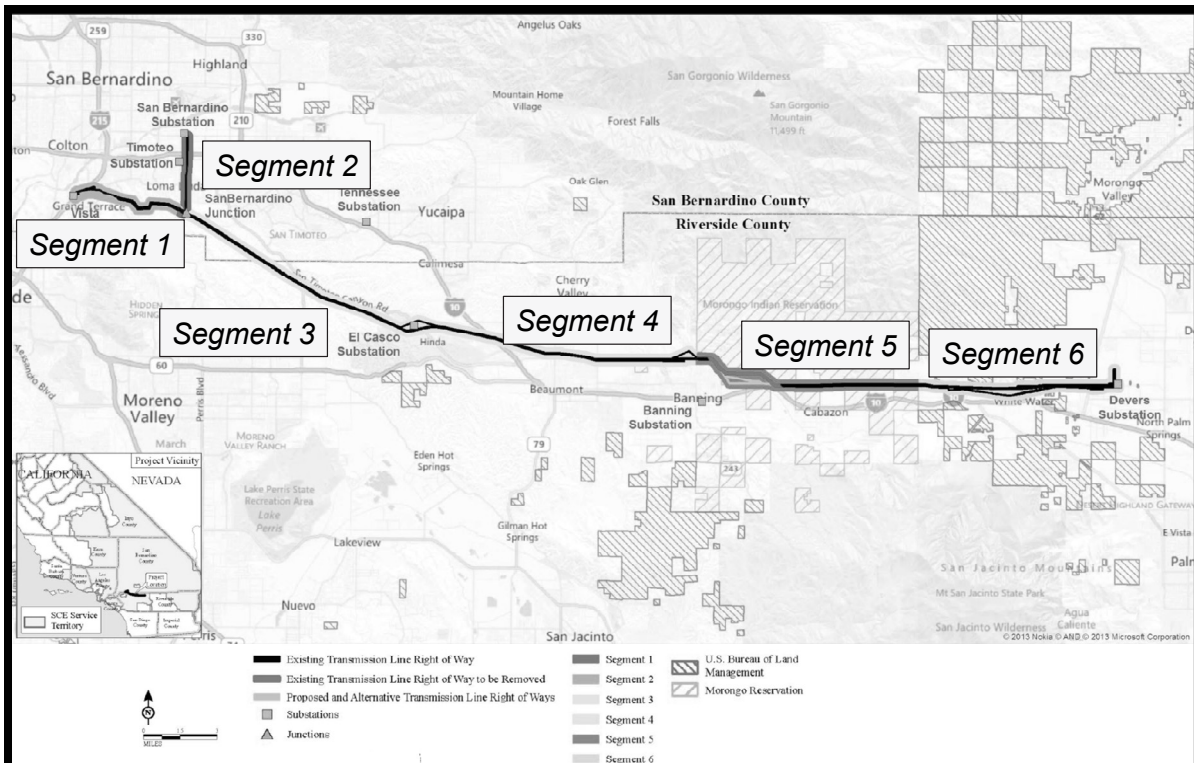 259
330
Angelus Oaks
Highland
San Bernardino
San Bernardino
Substation
215
210
Mountain Home
Village
San Gorgonio Wilderness
San Gorgonio
Mountain
11,499 ft
Forest Falls
Colton
Timoteo
Substation
Segment 2
Loma Linda
Grand Terrace
Vista
SanBernardino
Junction
Tennessee
Substation
Yucaipa
Oak Glen
San Bernardino County
Riverside County
Morongo
Valley
Segment 1
SAN TIMOTEO
San Timoteo Canyon Rd
Calimesa
Cherry
Valley
Morongo Indian Reservation
HIDDEN
SPRING
10
Segment 3
Segment 4
Segment 5
Segment 6
El Casco
Substation
Hinda
60
Beaumont
Banning
Banning
Substation
Cabazon
10
White Water
Devers
Substation
North Palm
Springs
Moreno
Valley
Perris Blvd
March
MORENO
VALLEY RANCH
Eden Hot
Springs
79
243
Project Vicinity
CALIFORNIA
NEVADA
Lake Perris State
Recreation Area
Lake
Perris
Gilman Hot
Springs
Lakeview
E Vista
Palm
San Jacinto Mountains
Mt San Jacinto State Park
SCE Service
Territory
Nuevo
Perris
San Jacinto
San Jacinto Wilderness
Agua
Caliente
© 2013 Nokia © AND © 2013 Microsoft Corporation
Existing Transmission Line Right of Way
Existing Transmission Line Right of Way to be Removed
Proposed and Alternative Transmission Line Right of Ways
Substations
Junctions
Segment 1
Segment 2
Segment 3
Segment 4
Segment 5
Segment 6
U.S. Bureau of Land
Management
Morongo Reservation
N
MILES